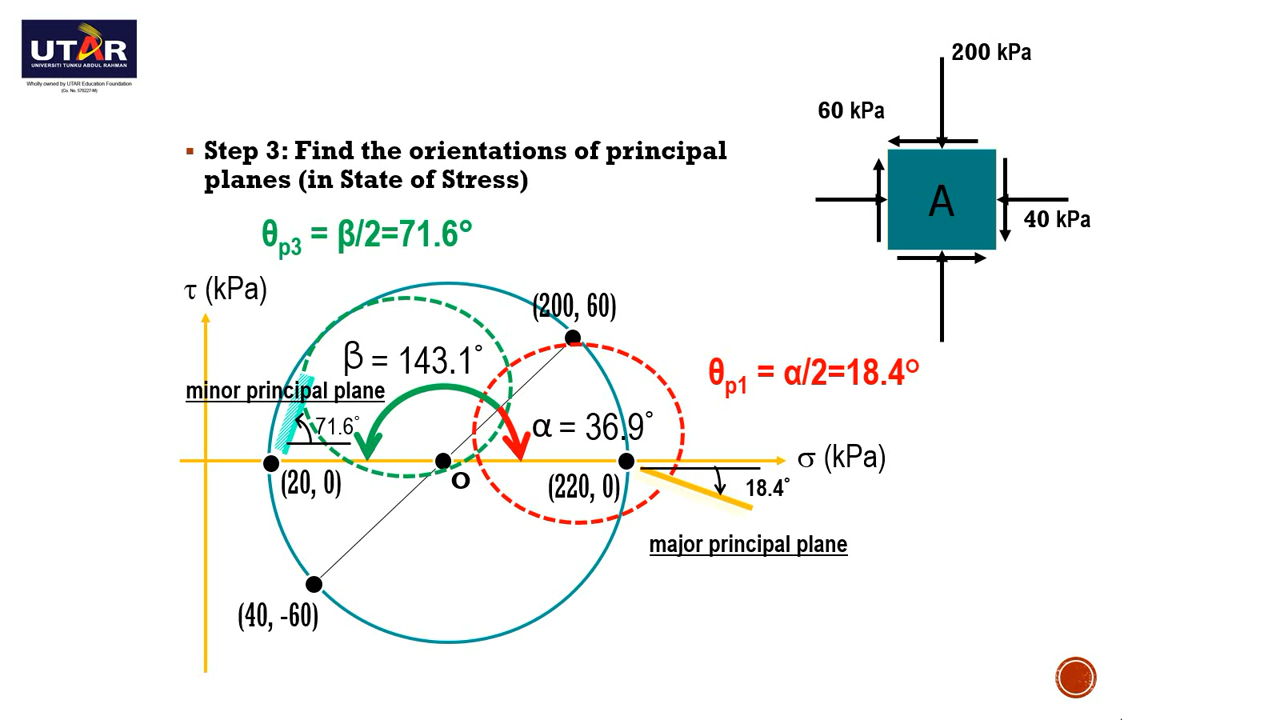 UTAR
UNIVERSITI TUNKU ABDUL RAHMAN
Wholly owned by UTAR Education Foundation
(Co. No. 578227-M)
200 kPa
60 kPa
A
40 kPa
▪ Step 3: Find the orientations of principal
planes (in State of Stress)
θp3 = β/2=71.6°
τ (kPa)
(200, 60)
β = 143.1°
θp1 = α/2=18.4°
minor principal plane
71.6°
α = 36.9°
σ (kPa)
(20, 0)
O
(220, 0)
18.4°
major principal plane
(40, -60)